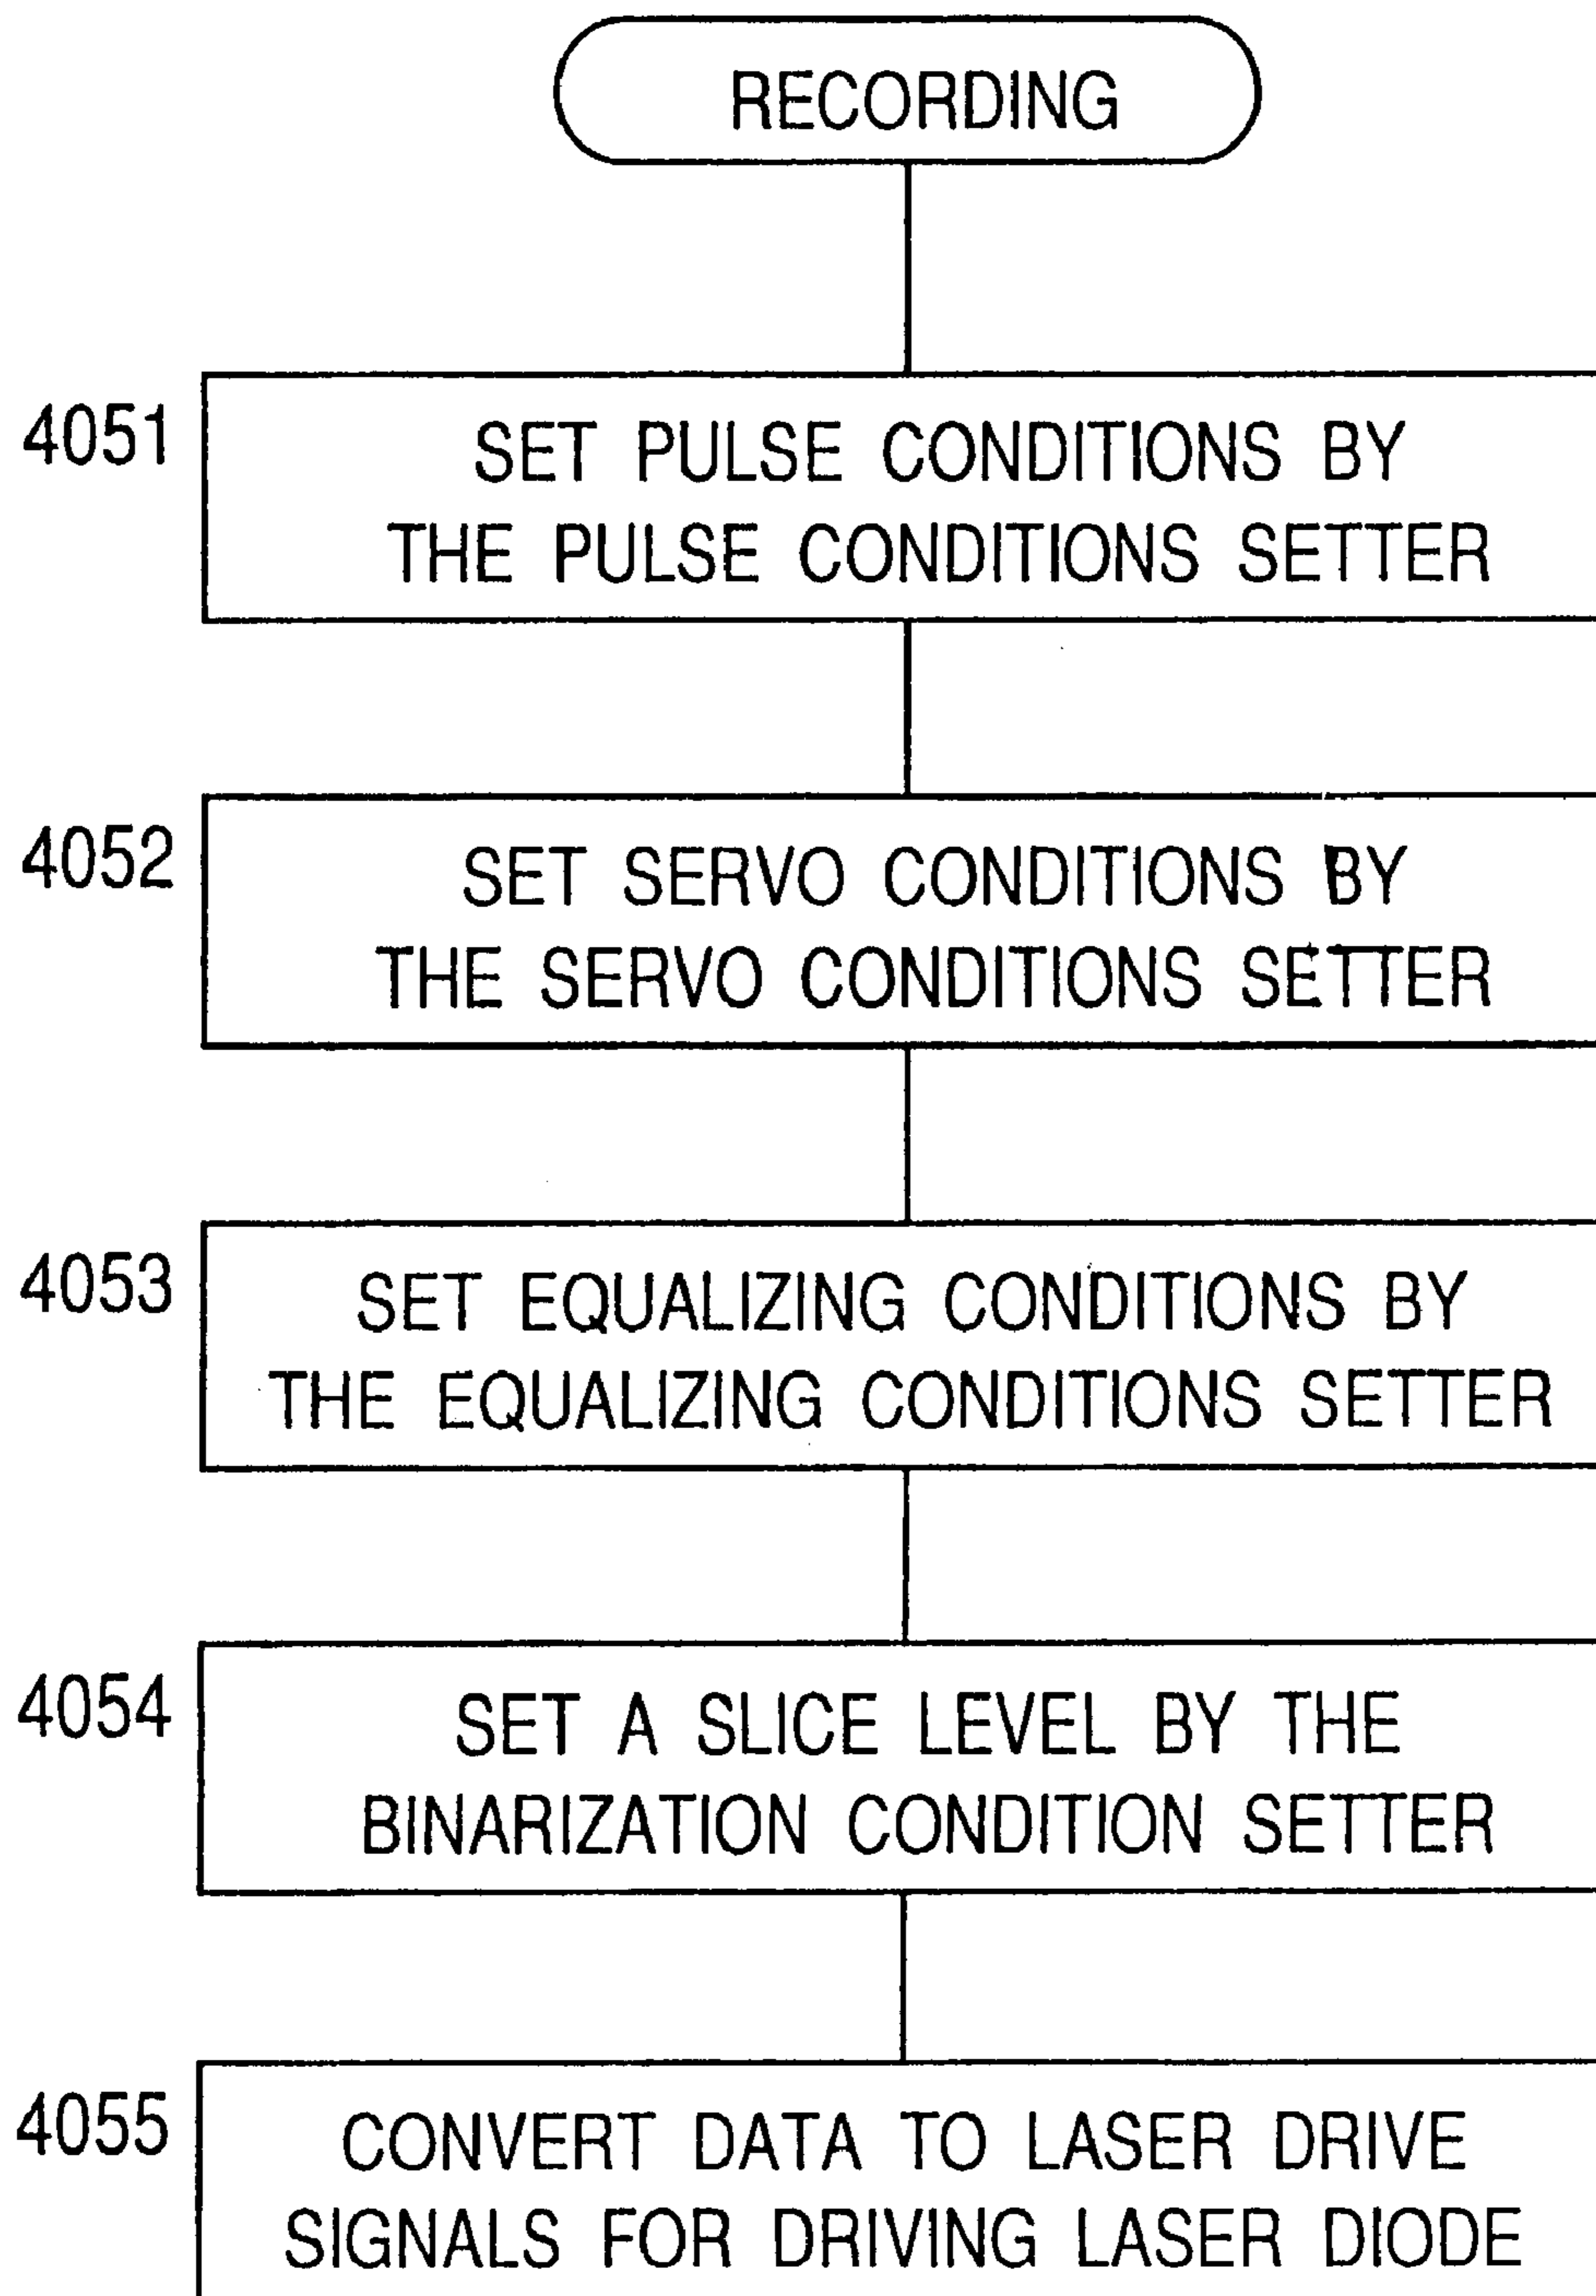 RECORDING
4051
SET PULSE CONDITIONS BY
THE PULSE CONDITIONS SETTER
4052
SET SERVO CONDITIONS BY
THE SERVO CONDITIONS SETTER
4053
SET EQUALIZING CONDITIONS BY
THE EQUALIZING CONDITIONS SETTER
4054
SET A SLICE LEVEL BY THE
BINARIZATION CONDITION SETTER
4055
CONVERT DATA TO LASER DRIVE
SIGNALS FOR DRIVING LASER DIODE